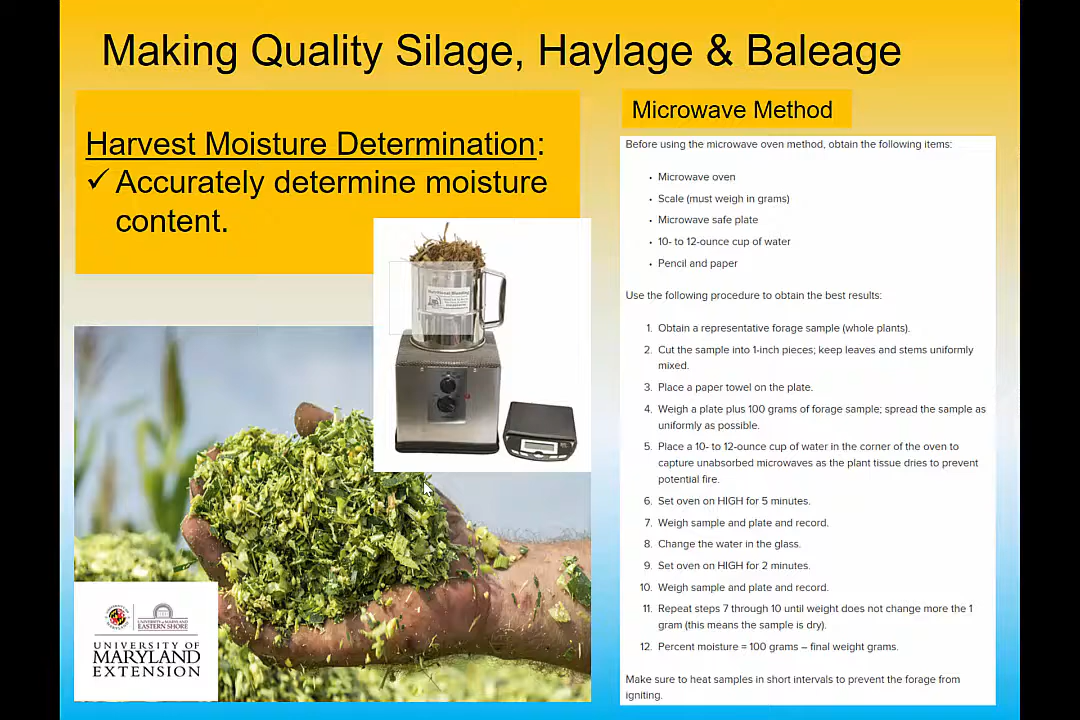 Making Quality Silage, Haylage & Baleage
Harvest Moisture Determination:
✓ Accurately determine moisture
content.
Microwave Method
Before using the microwave oven method, obtain the following items:
• Microwave oven
• Scale (must weigh in grams)
• Microwave safe plate
• 10- to 12-ounce cup of water
• Pencil and paper
Use the following procedure to obtain the best results:
1. Obtain a representative forage sample (whole plants).
2. Cut the sample into 1-inch pieces; keep leaves and stems uniformly
mixed.
3. Place a paper towel on the plate.
4. Weigh a plate plus 100 grams of forage sample; spread the sample as
uniformly as possible.
5. Place a 10- to 12-ounce cup of water in the corner of the oven to
capture unabsorbed microwaves as the plant tissue dries to prevent
potential fire.
6. Set oven on HIGH for 5 minutes.
7. Weigh sample and plate and record.
8. Change the water in the glass.
9. Set oven on HIGH for 2 minutes.
10. Weigh sample and plate and record.
11. Repeat steps 7 through 10 until weight does not change more the 1
gram (this means the sample is dry).
12. Percent moisture = 100 grams – final weight grams.
Make sure to heat samples in short intervals to prevent the forage from
igniting.
EASTERN SHORE
UNIVERSITY OF
MARYLAND
EXTENSION